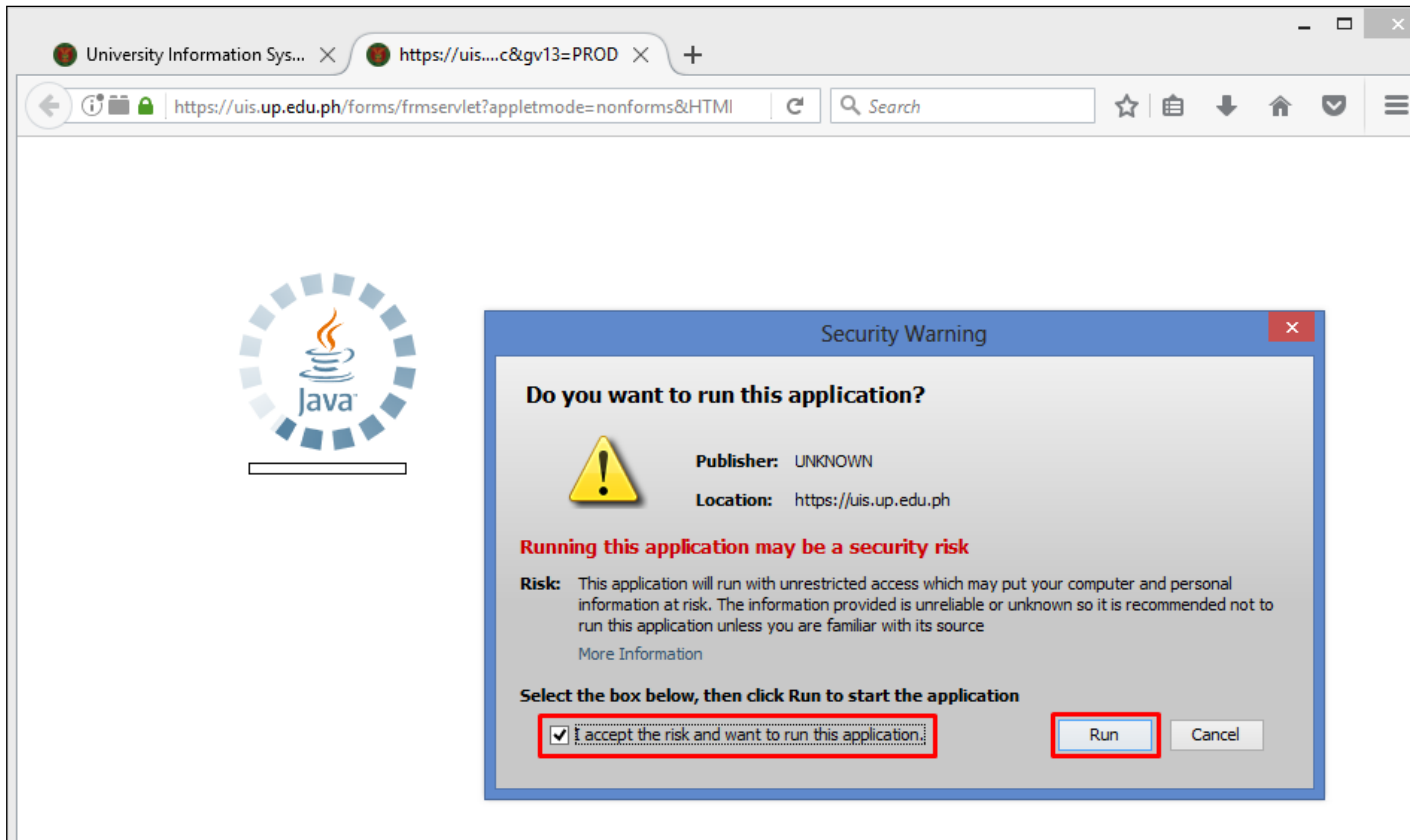 University Information Sys...
https://uis....c&gv13=PROD
https://uis.up.edu.ph/forms/frmservlet?appletmode=nonforms&HTMI
Search
Java
Security Warning
Do you want to run this application?
Publisher: UNKNOWN
Location: https://uis.up.edu.ph
Running this application may be a security risk
Risk: This application will run with unrestricted access which may put your computer and personal
information at risk. The information provided is unreliable or unknown so it is recommended not to
run this application unless you are familiar with its source
More Information
Select the box below, then click Run to start the application
I accept the risk and want to run this application.
Run
Cancel